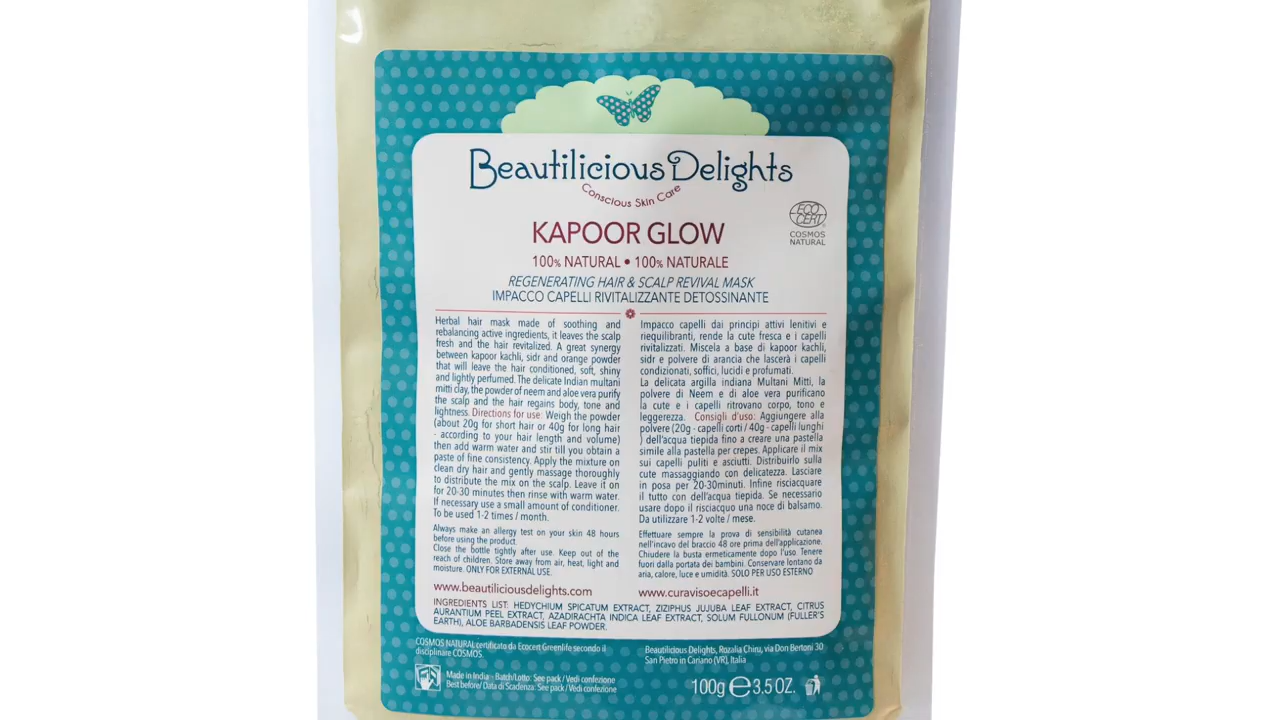 Beautilicious Delights
Conscious Skin Care
ECO
CERT
COSMOS
NATURAL
KAPOOR GLOW
100% NATURAL • 100% NATURALE
REGENERATING HAIR & SCALP REVIVAL MASK
IMPACCO CAPELLI RIVITALIZZANTE DETOSSINANTE
Herbal hair mask made of soothing and
rebalancing active ingredients, it leaves the scalp
fresh and the hair revitalized. A great synergy
between kapoor kachli, sidr and orange powder
that will leave the hair conditioned, soft, shiny
and lightly perfumed. The delicate Indian multani
mitti clay, the powder of neem and aloe vera purify
the scalp and the hair regains body, tone and
lightness. Directions for use: Weigh the powder
(about 20g for short hair or 40g for long hair
- according to your hair length and volume)
then add warm water and stir till you obtain a
paste of fine consistency. Apply the mixture on
clean dry hair and gently massage thoroughly
to distribute the mix on the scalp. Leave it on
for 20-30 minutes then rinse with warm water.
If necessary use a small amount of conditioner.
To be used 1-2 times / month.
Always make an allergy test on your skin 48 hours
before using the product.
Close the bottle tightly after use. Keep out of the
reach of children. Store away from air, heat, light and
moisture. ONLY FOR EXTERNAL USE.
www.beautiliciousdelights.com
Impacco capelli dai principi attivi lenitivi e
riequilibranti, rende la cute fresca e i capelli
rivitalizzati. Miscela a base di kapoor kachli,
sidr e polvere di arancia che lascerà i capelli
condizionati, soffici, lucidi e profumati.
La delicata argilla indiana Multani Mitti, la
polvere di Neem e di aloe vera purificano
la cute e i capelli ritrovano corpo, tono e
leggerezza. Consigli d'uso: Aggiungere alla
polvere (20g - capelli corti / 40g - capelli lunghi
) dell'acqua tiepida fino a creare una pastella
simile alla pastella per crepes. Applicare il mix
sui capelli puliti e asciutti. Distribuirlo sulla
cute massaggiando con delicatezza. Lasciare
in posa per 20-30minuti. Infine risciacquare
il tutto con dell'acqua tiepida. Se necessario
usare dopo il risciacquo una noce di balsamo.
Da utilizzare 1-2 volte / mese.
Effettuare sempre la prova di sensibilità cutanea
nell'incavo del braccio 48 ore prima dell'applicazione.
Chiudere la busta ermeticamente dopo l'uso. Tenere
fuori dalla portata dei bambini. Conservare lontano da
aria, calore, luce e umidità. SOLO PER USO ESTERNO
www.curavisoecapelli.it
INGREDIENTS LIST: HEDYCHIUM SPICATUM EXTRACT, ZIZIPHUS JUJUBA LEAF EXTRACT, CITRUS
AURANTIUM PEEL EXTRACT, AZADIRACHTA INDICA LEAF EXTRACT, SOLUM FULLONUM (FULLER'S
EARTH), ALOE BARBADENSIS LEAF POWDER.
COSMOS NATURAL certificato da Ecocert Greenlife secondo il
disciplinare COSMOS.
Made in India - Batch/Lotto: See pack / Vedi confezione
Best before/ Data di Scadenza: See pack / Vedi confezione
Beautilicious Delights, Rozalia Chiru, via Don Bertoni 30
San Pietro in Cariano (VR), Italia
100g ℮ 3.5 OZ.